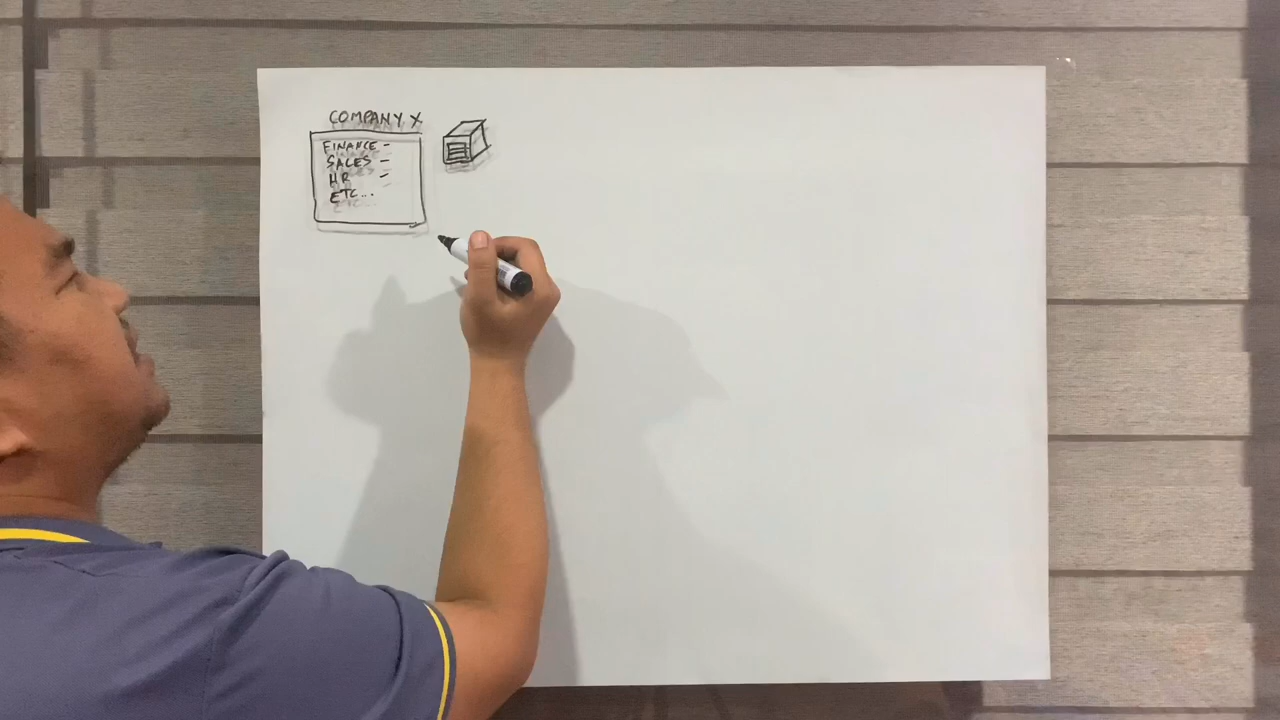 COMPANY X
FINANCE -
SALES -
HR -
ETC...